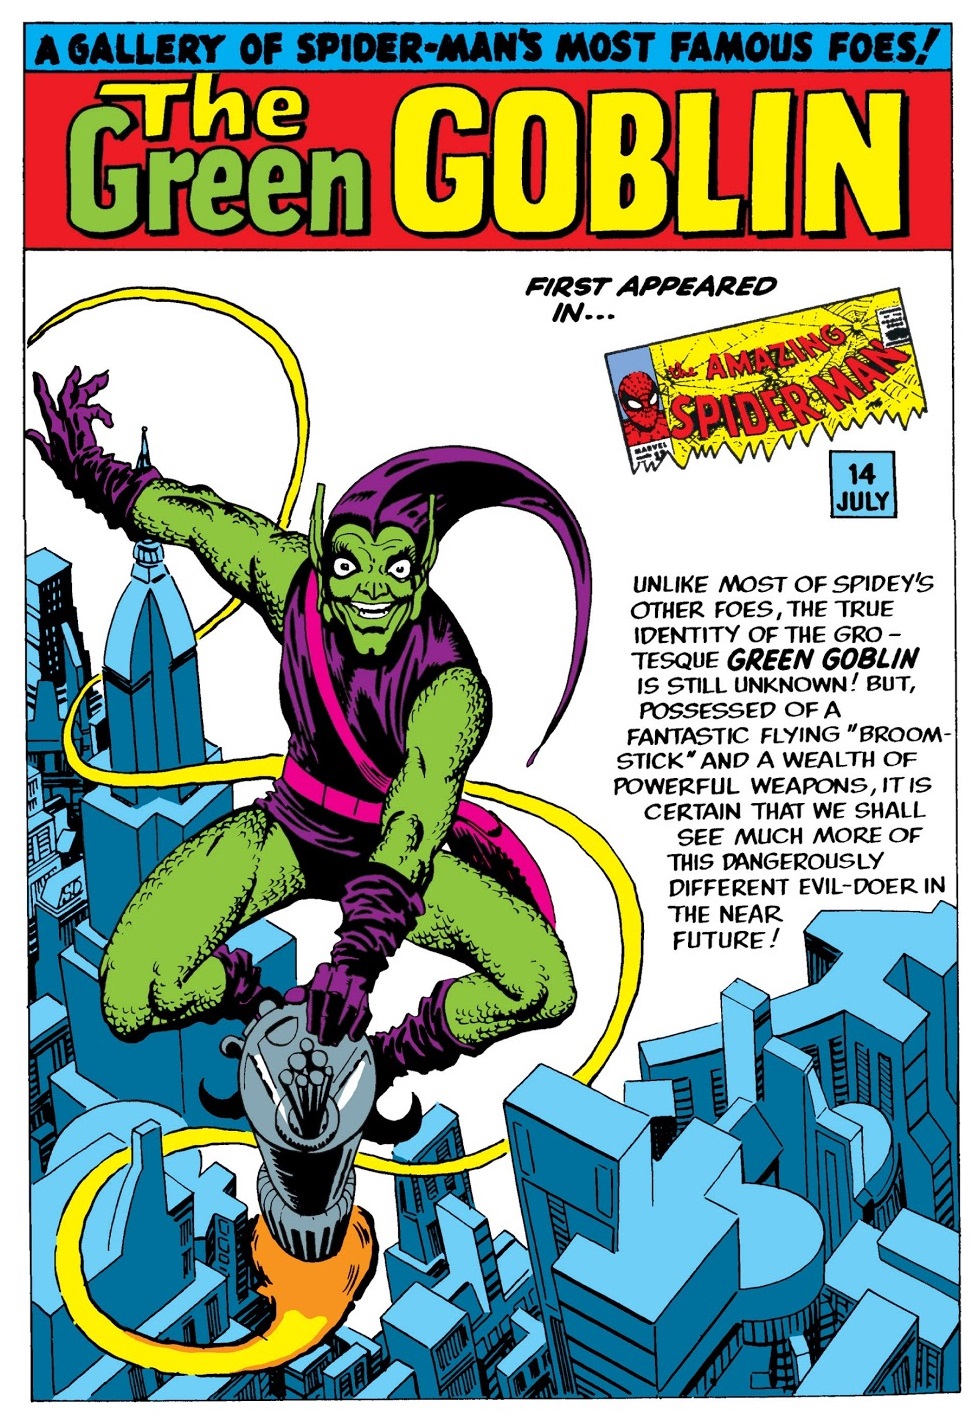 A GALLERY OF SPIDER-MAN'S MOST FAMOUS FOES!
The
Green GOBLIN
FIRST APPEARED
IN...
the AMAZING
SPIDER-MAN
MARVEL
14
JULY
UNLIKE MOST OF SPIDEY'S
OTHER FOES, THE TRUE
IDENTITY OF THE GRO-
TESQUE GREEN GOBLIN
IS STILL UNKNOWN! BUT,
POSSESSED OF A
FANTASTIC FLYING "BROOM-
STICK" AND A WEALTH OF
POWERFUL WEAPONS, IT IS
CERTAIN THAT WE SHALL
SEE MUCH MORE OF
THIS DANGEROUSLY
DIFFERENT EVIL-DOER IN
THE NEAR
FUTURE!